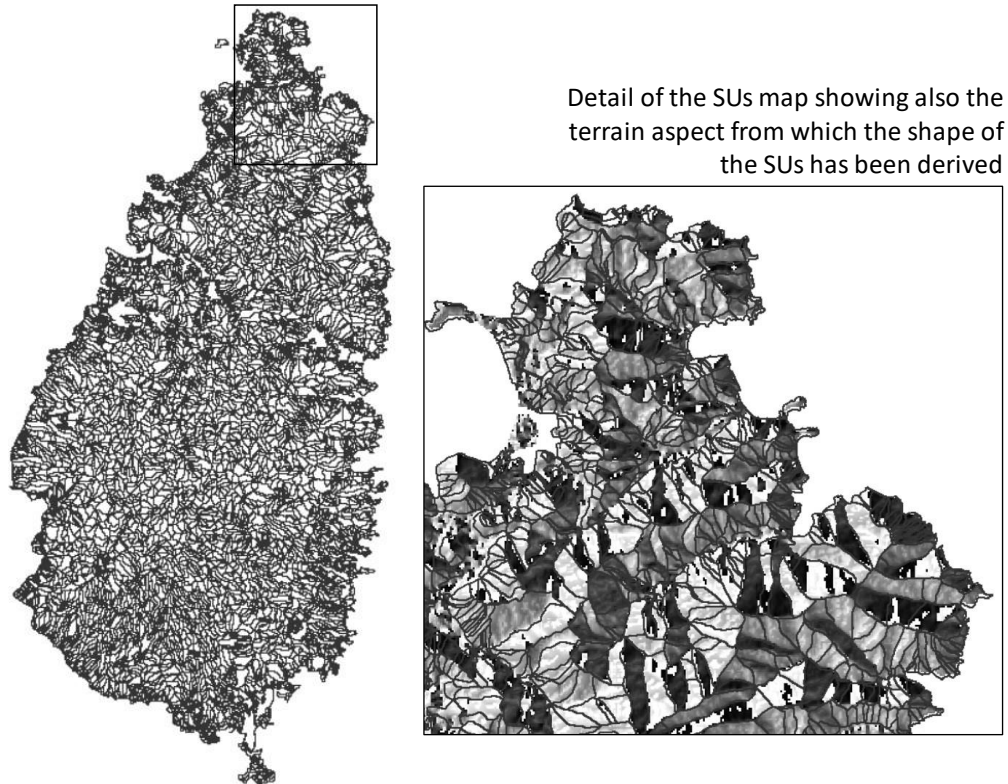 Detail of the SUs map showing also the
terrain aspect from which the shape of
the SUs has been derived